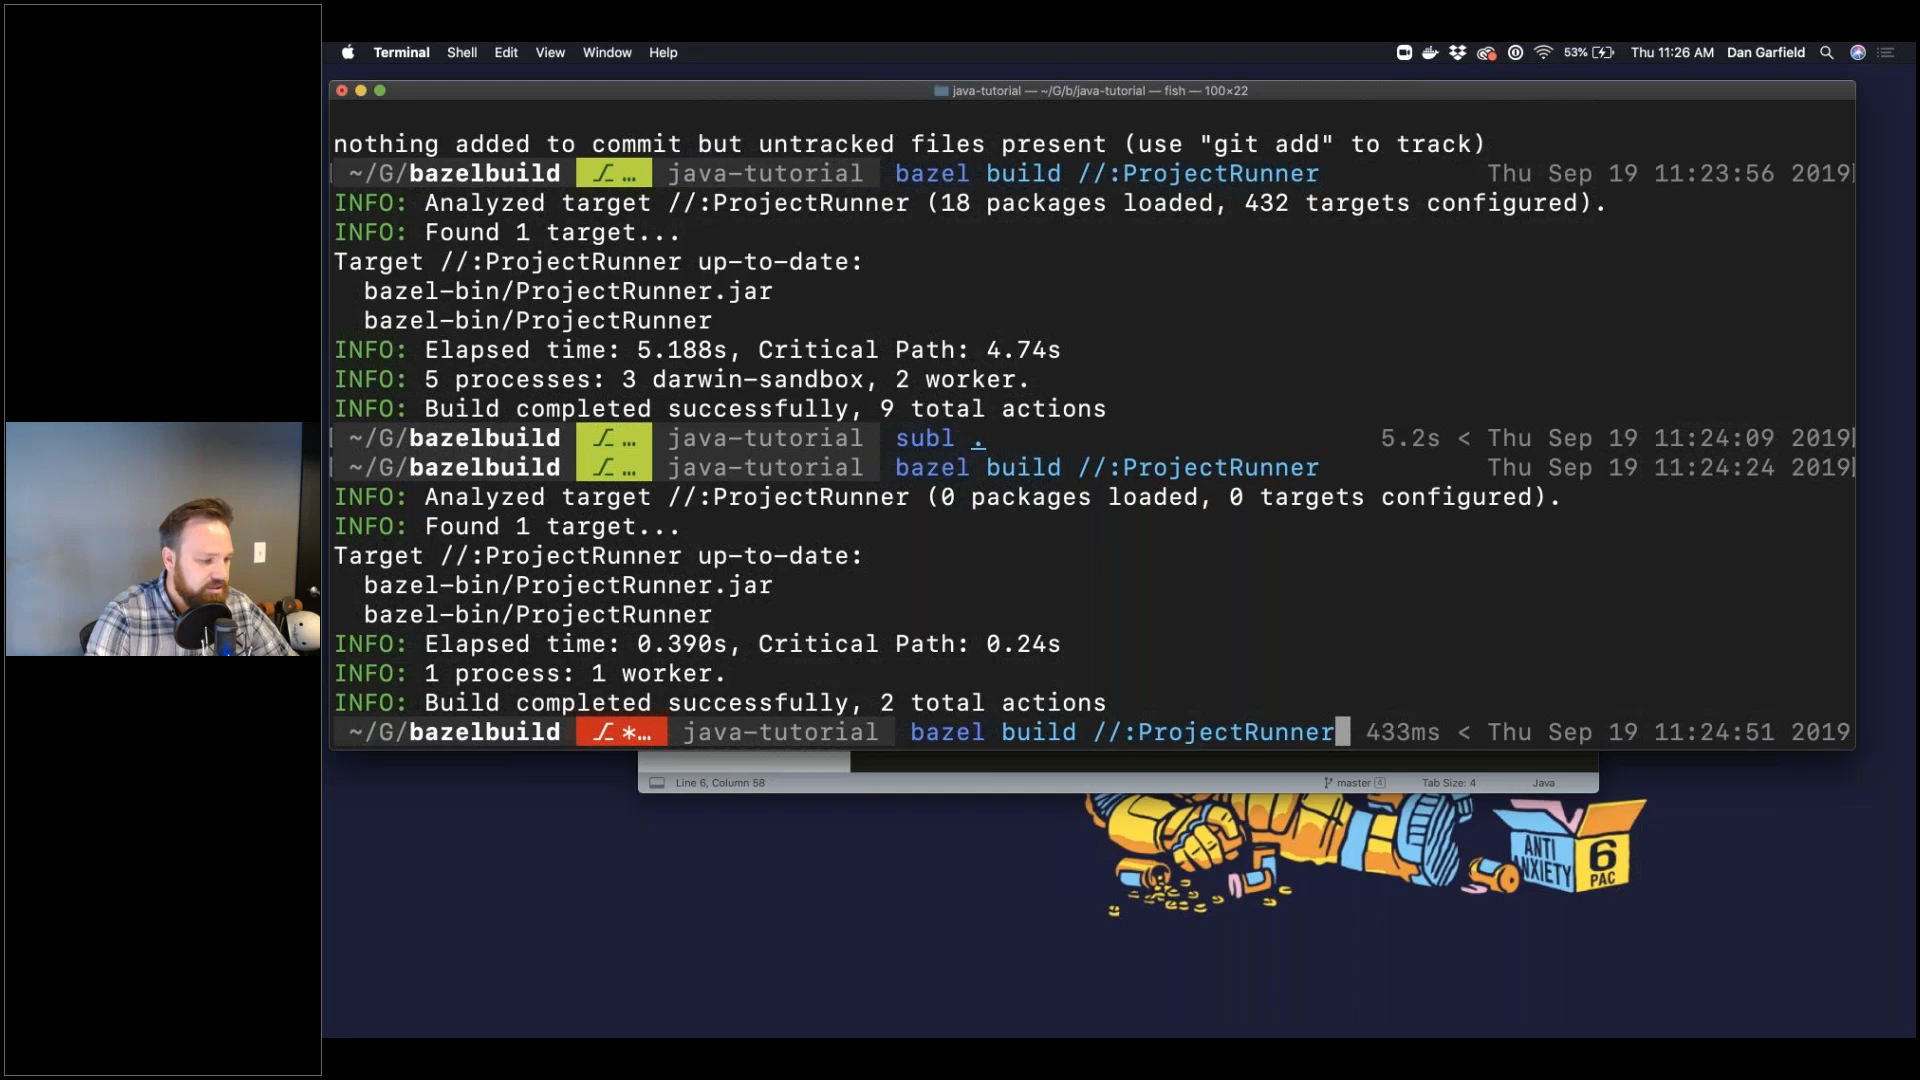 Terminal Shell Edit View Window Help 53% Thu 11:26 AM Dan Garfield
java-tutorial — ~/G/b/java-tutorial — fish — 100×22
nothing added to commit but untracked files present (use "git add" to track)
~/G/bazelbuild … java-tutorial bazel build //:ProjectRunner Thu Sep 19 11:23:56 2019
INFO: Analyzed target //:ProjectRunner (18 packages loaded, 432 targets configured).
INFO: Found 1 target...
Target //:ProjectRunner up-to-date:
bazel-bin/ProjectRunner.jar
bazel-bin/ProjectRunner
INFO: Elapsed time: 5.188s, Critical Path: 4.74s
INFO: 5 processes: 3 darwin-sandbox, 2 worker.
INFO: Build completed successfully, 9 total actions
~/G/bazelbuild … java-tutorial subl . 5.2s < Thu Sep 19 11:24:09 2019
~/G/bazelbuild … java-tutorial bazel build //:ProjectRunner Thu Sep 19 11:24:24 2019
INFO: Analyzed target //:ProjectRunner (0 packages loaded, 0 targets configured).
INFO: Found 1 target...
Target //:ProjectRunner up-to-date:
bazel-bin/ProjectRunner.jar
bazel-bin/ProjectRunner
INFO: Elapsed time: 0.390s, Critical Path: 0.24s
INFO: 1 process: 1 worker.
INFO: Build completed successfully, 2 total actions
~/G/bazelbuild *… java-tutorial bazel build //:ProjectRunner 433ms < Thu Sep 19 11:24:51 2019
Line 6, Column 58 master 4 Tab Size: 4 Java
ANTI
ANXIETY
6
PAC